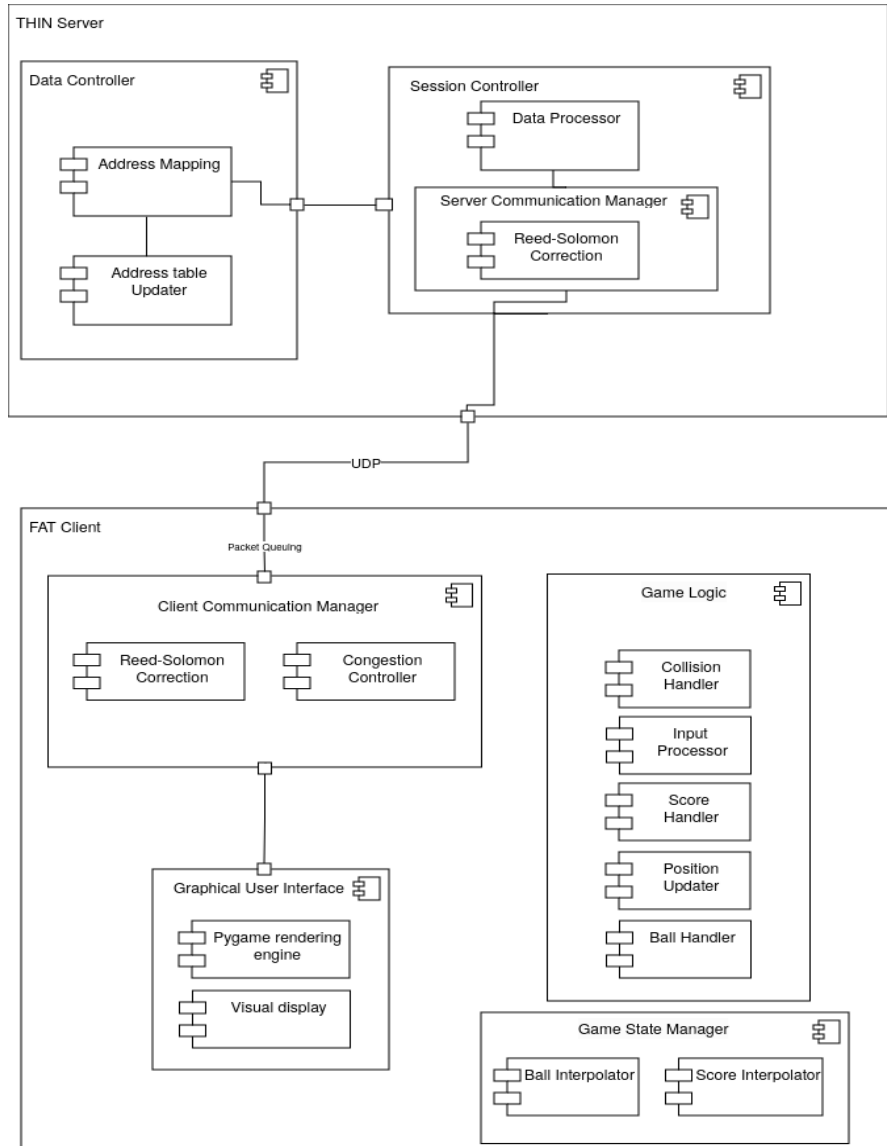 THIN Server
Data Controller
Address Mapping
Address table
Updater
Session Controller
Data Processor
Server Communication Manager
Reed-Solomon
Correction
UDP
FAT Client
Packet Queuing
Client Communication Manager
Reed-Solomon
Correction
Congestion
Controller
Graphical User Interface
Pygame rendering
engine
Visual display
Game Logic
Collision
Handler
Input
Processor
Score
Handler
Position
Updater
Ball Handler
Game State Manager
Ball Interpolator
Score Interpolator